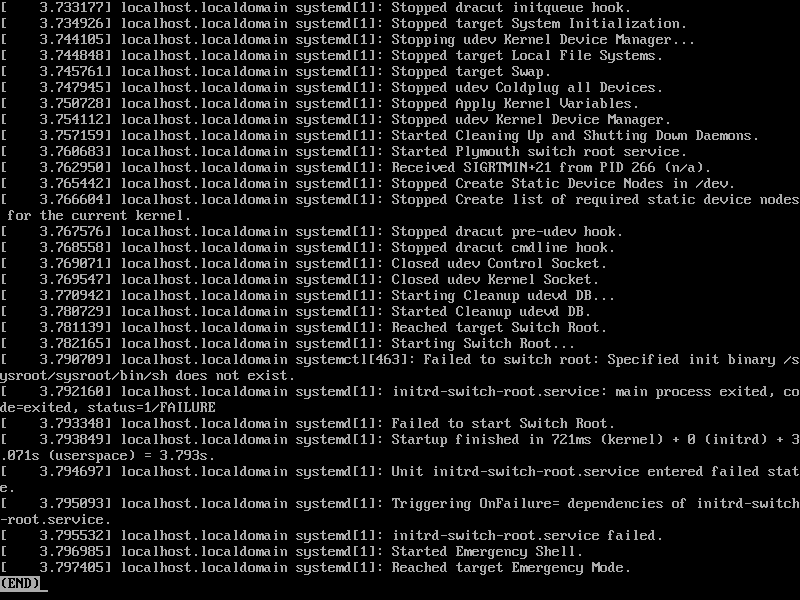 [    3.733177] localhost.localdomain systemd[1]: Stopped dracut initqueue hook.
[    3.734926] localhost.localdomain systemd[1]: Stopped target System Initialization.
[    3.744105] localhost.localdomain systemd[1]: Stopping udev Kernel Device Manager...
[    3.744848] localhost.localdomain systemd[1]: Stopped target Local File Systems.
[    3.745761] localhost.localdomain systemd[1]: Stopped target Swap.
[    3.747945] localhost.localdomain systemd[1]: Stopped udev Coldplug all Devices.
[    3.750728] localhost.localdomain systemd[1]: Stopped Apply Kernel Variables.
[    3.754112] localhost.localdomain systemd[1]: Stopped udev Kernel Device Manager.
[    3.757159] localhost.localdomain systemd[1]: Started Cleaning Up and Shutting Down Daemons.
[    3.760683] localhost.localdomain systemd[1]: Started Plymouth switch root service.
[    3.762950] localhost.localdomain systemd[1]: Received SIGRTMIN+21 from PID 266 (n/a).
[    3.765442] localhost.localdomain systemd[1]: Stopped Create Static Device Nodes in /dev.
[    3.766604] localhost.localdomain systemd[1]: Stopped Create list of required static device nodes
 for the current kernel.
[    3.767576] localhost.localdomain systemd[1]: Stopped dracut pre-udev hook.
[    3.768558] localhost.localdomain systemd[1]: Stopped dracut cmdline hook.
[    3.769071] localhost.localdomain systemd[1]: Closed udev Control Socket.
[    3.769547] localhost.localdomain systemd[1]: Closed udev Kernel Socket.
[    3.770942] localhost.localdomain systemd[1]: Starting Cleanup udevd DB...
[    3.780729] localhost.localdomain systemd[1]: Started Cleanup udevd DB.
[    3.781139] localhost.localdomain systemd[1]: Reached target Switch Root.
[    3.782165] localhost.localdomain systemd[1]: Starting Switch Root...
[    3.790709] localhost.localdomain systemctl[463]: Failed to switch root: Specified init binary /s
ysroot/sysroot/bin/sh does not exist.
[    3.792160] localhost.localdomain systemd[1]: initrd-switch-root.service: main process exited, co
de=exited, status=1/FAILURE
[    3.793348] localhost.localdomain systemd[1]: Failed to start Switch Root.
[    3.793849] localhost.localdomain systemd[1]: Startup finished in 721ms (kernel) + 0 (initrd) + 3
.071s (userspace) = 3.793s.
[    3.794697] localhost.localdomain systemd[1]: Unit initrd-switch-root.service entered failed stat
e.
[    3.795093] localhost.localdomain systemd[1]: Triggering OnFailure= dependencies of initrd-switch
-root.service.
[    3.795532] localhost.localdomain systemd[1]: initrd-switch-root.service failed.
[    3.796985] localhost.localdomain systemd[1]: Started Emergency Shell.
[    3.797405] localhost.localdomain systemd[1]: Reached target Emergency Mode.
(END)_